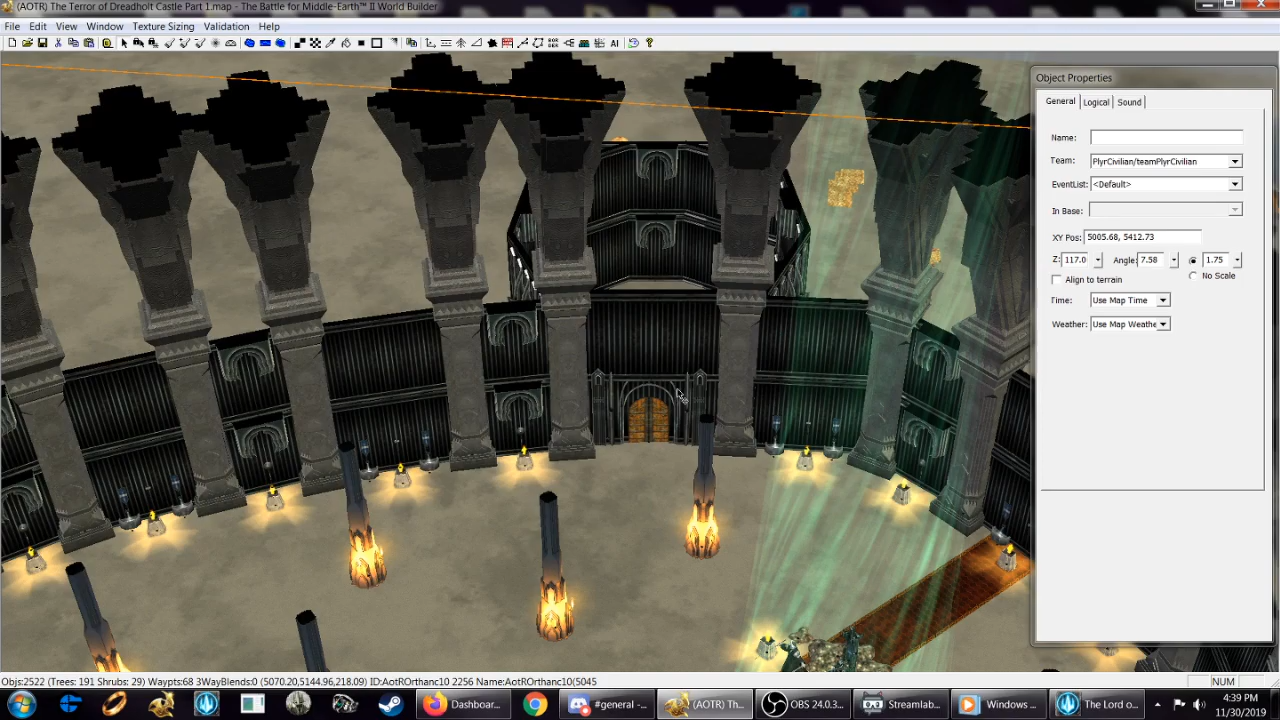 (AOTR) The Terror of Dreadholt Castle Part 1.map - The Battle for Middle-Earth™ II World Builder
File Edit View Window Texture Sizing Validation Help
Object Properties
General Logical Sound
Name:
Team: PlyrCivilian/teamPlyrCivilian
EventList: <Default>
In Base:
XY Pos: 5005.68, 5412.73
Z: 117.0 Angle: 7.58 1.75
No Scale
Align to terrain
Time: Use Map Time
Weather: Use Map Weathe
Objs:2522 (Trees: 191 Shrubs: 29) Waypts:68 3WayBlends:0 (5070.20,5144.96,218.09) ID:AotROrthanc10 2256 Name:AotROrthanc10(5045
NUM
Dashboar... #general -... (AOTR) Th... OBS 24.0.3... Streamlab... Windows ... The Lord o...
4:39 PM
11/30/2019